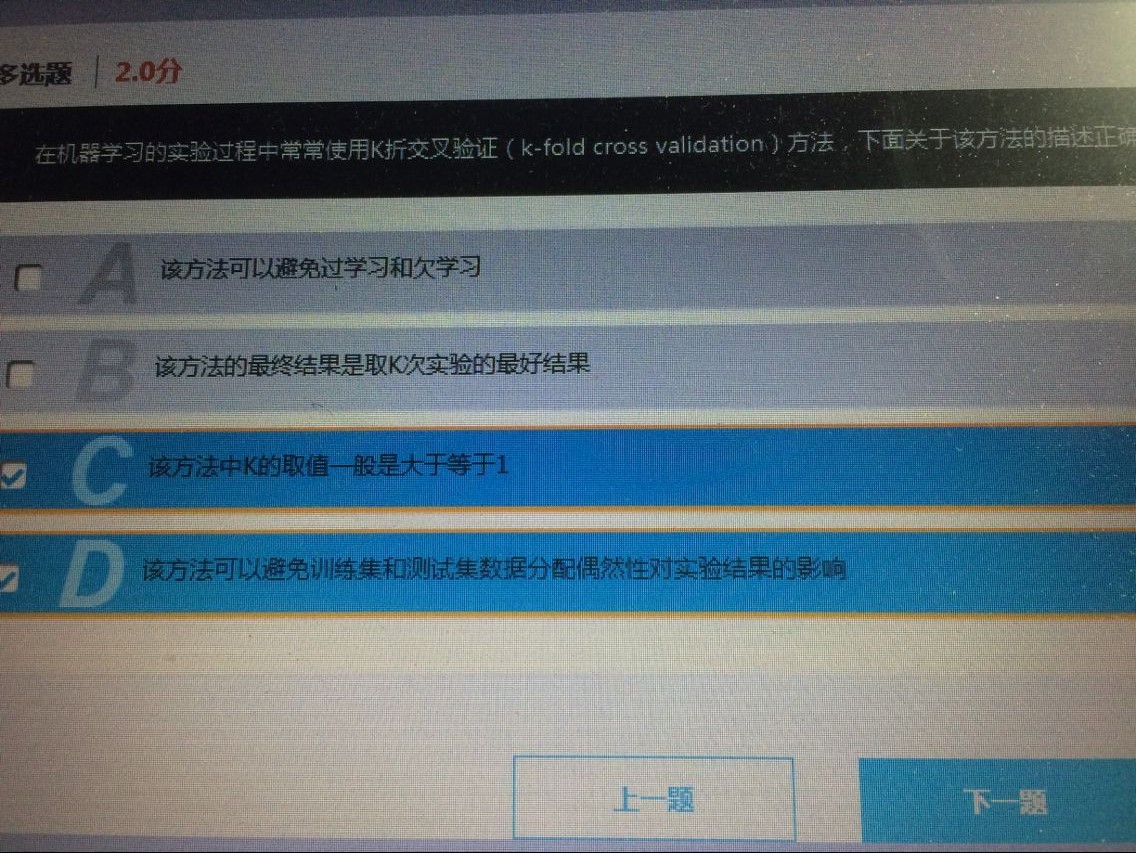 多选题 2.0分
在机器学习的实验过程中常常使用K折交叉验证（k-fold cross validation）方法，下面关于该方法的描述正确
A 该方法可以避免过学习和欠学习
B 该方法的最终结果是取K次实验的最好结果
C 该方法中K的取值一般是大于等于1
D 该方法可以避免训练集和测试集数据分配偶然性对实验结果的影响
上一题 下一题